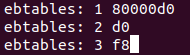 ebtables: 1 80000d0
ebtables: 2 d0
ebtables: 3 f8